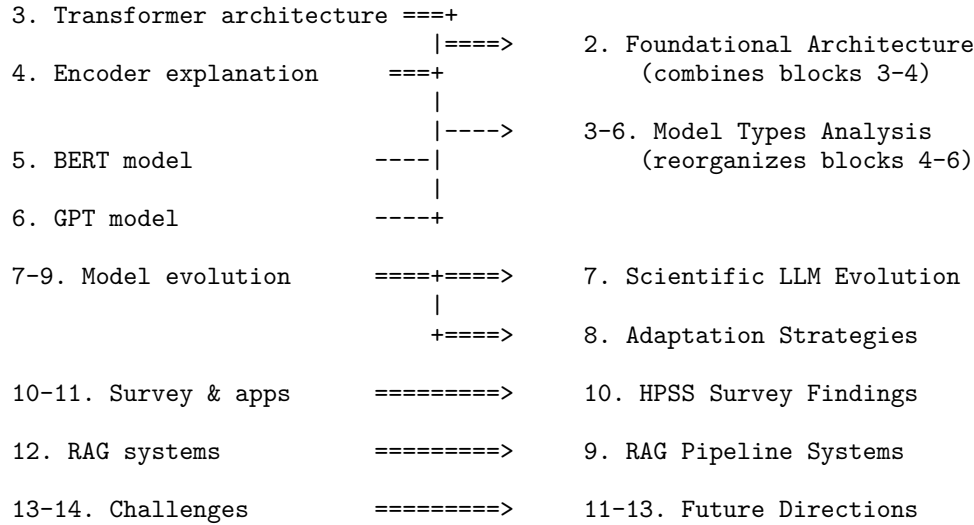 3. Transformer architecture ===+
|====> 2. Foundational Architecture
4. Encoder explanation ===+ (combines blocks 3-4)
|
|----> 3-6. Model Types Analysis
5. BERT model ----| (reorganizes blocks 4-6)
|
6. GPT model ----+
7-9. Model evolution ====+====> 7. Scientific LLM Evolution
|
+====> 8. Adaptation Strategies
10-11. Survey & apps =========> 10. HPSS Survey Findings
12. RAG systems =========> 9. RAG Pipeline Systems
13-14. Challenges =========> 11-13. Future Directions